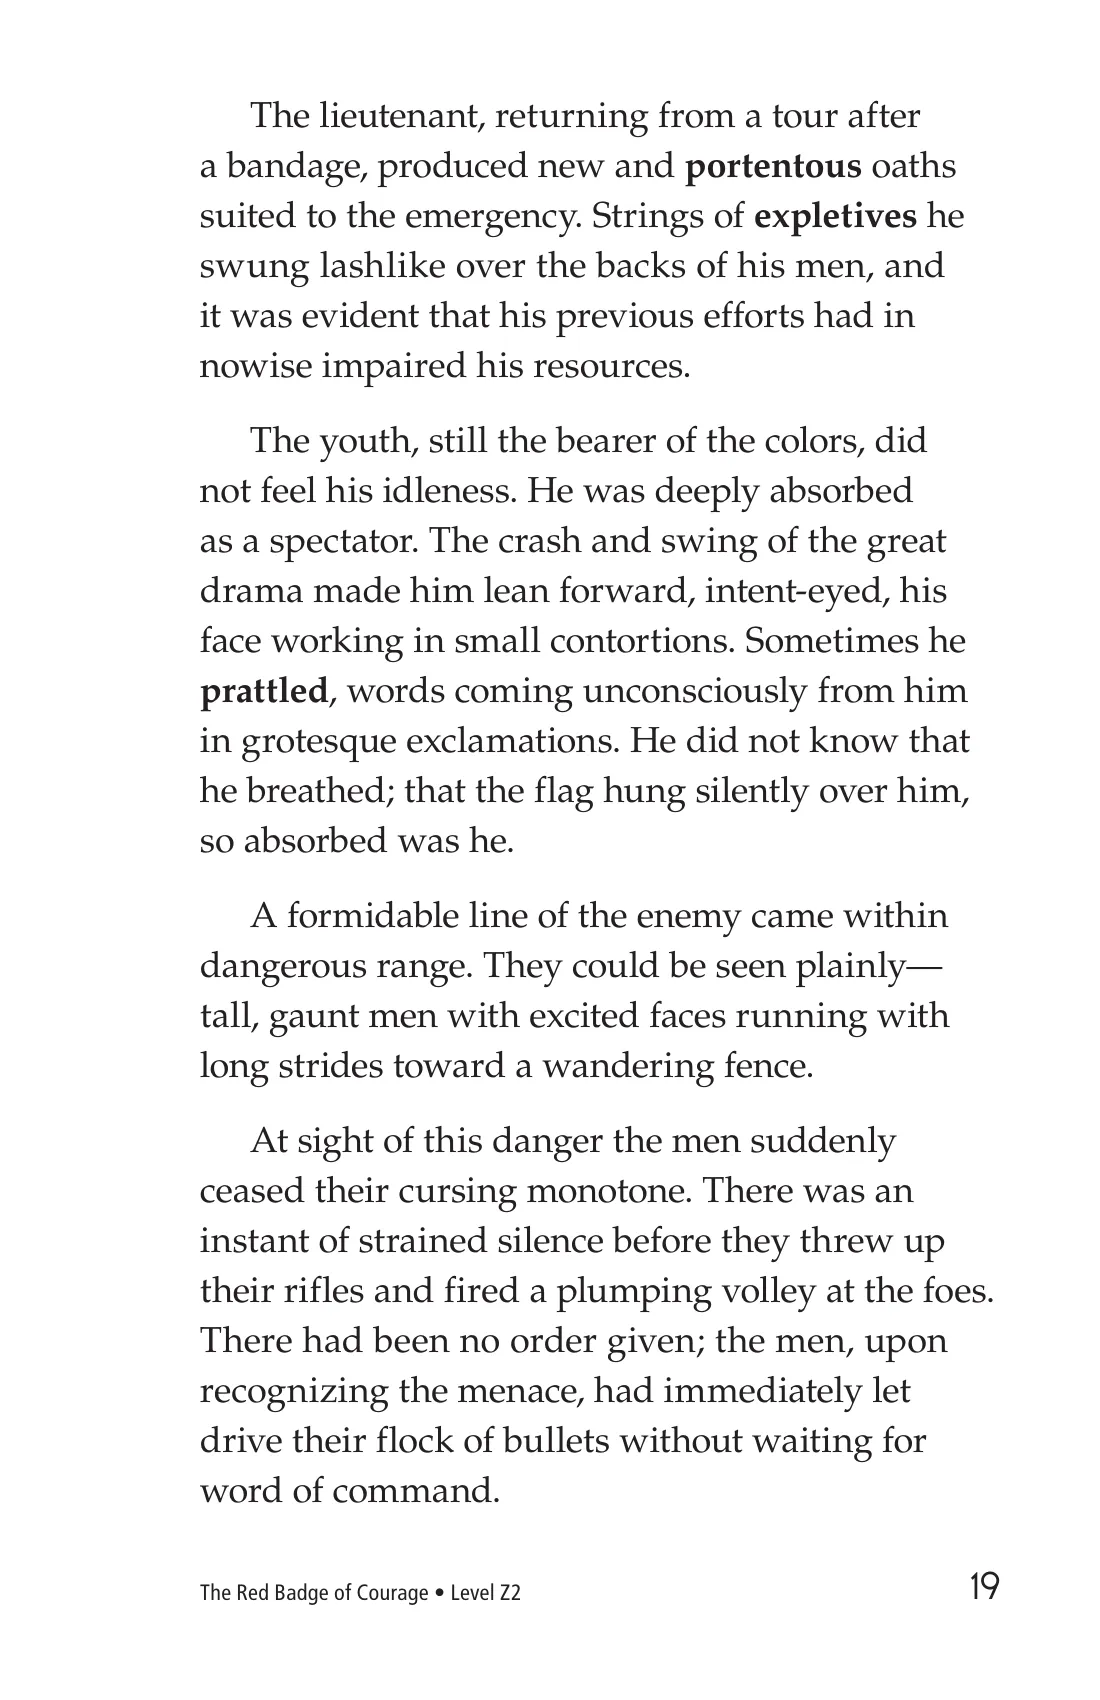 The lieutenant, returning from a tour after
a bandage, produced new and portentous oaths
suited to the emergency. Strings of expletives he
swung lashlike over the backs of his men, and
it was evident that his previous efforts had in
nowise impaired his resources.
The youth, still the bearer of the colors, did
not feel his idleness. He was deeply absorbed
as a spectator. The crash and swing of the great
drama made him lean forward, intent-eyed, his
face working in small contortions. Sometimes he
prattled, words coming unconsciously from him
in grotesque exclamations. He did not know that
he breathed; that the flag hung silently over him,
so absorbed was he.
A formidable line of the enemy came within
dangerous range. They could be seen plainly—
tall, gaunt men with excited faces running with
long strides toward a wandering fence.
At sight of this danger the men suddenly
ceased their cursing monotone. There was an
instant of strained silence before they threw up
their rifles and fired a plumping volley at the foes.
There had been no order given; the men, upon
recognizing the menace, had immediately let
drive their flock of bullets without waiting for
word of command.
The Red Badge of Courage • Level Z2
19